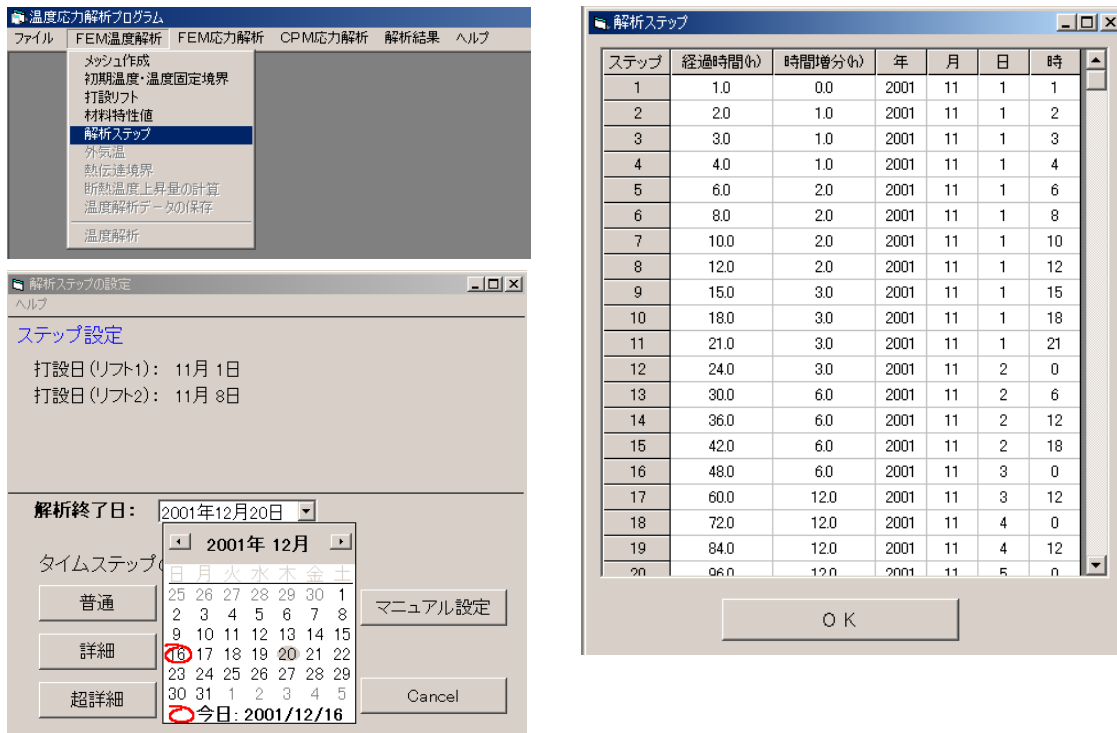 温度応力解析プログラム
ファイル FEM温度解析 FEM応力解析 CPM応力解析 解析結果 ヘルプ
メッシュ作成
初期温度・温度固定境界
打設リフト
材料特性値
解析ステップ
外気温
熱伝達境界
断熱温度上昇量の計算
温度解析データの保存
温度解析
解析ステップの設定
ヘルプ
ステップ設定
打設日(リフト1): 11月 1日
打設日(リフト2): 11月 8日
解析終了日: 2001年12月20日
タイムステップの
2001年 12月
日 月 火 水 木 金 土
25 26 27 28 29 30 1
2 3 4 5 6 7 8
9 10 11 12 13 14 15
16 17 18 19 20 21 22
23 24 25 26 27 28 29
30 31 1 2 3 4 5
今日: 2001/12/16
普通
詳細
超詳細
マニュアル設定
Cancel
解析ステップ
ステップ 経過時間(h) 時間増分(h) 年 月 日 時
1 1.0 0.0 2001 11 1 1
2 2.0 1.0 2001 11 1 2
3 3.0 1.0 2001 11 1 3
4 4.0 1.0 2001 11 1 4
5 6.0 2.0 2001 11 1 6
6 8.0 2.0 2001 11 1 8
7 10.0 2.0 2001 11 1 10
8 12.0 2.0 2001 11 1 12
9 15.0 3.0 2001 11 1 15
10 18.0 3.0 2001 11 1 18
11 21.0 3.0 2001 11 1 21
12 24.0 3.0 2001 11 2 0
13 30.0 6.0 2001 11 2 6
14 36.0 6.0 2001 11 2 12
15 42.0 6.0 2001 11 2 18
16 48.0 6.0 2001 11 3 0
17 60.0 12.0 2001 11 3 12
18 72.0 12.0 2001 11 4 0
19 84.0 12.0 2001 11 4 12
20 96.0 12.0 2001 11 5 0
OK